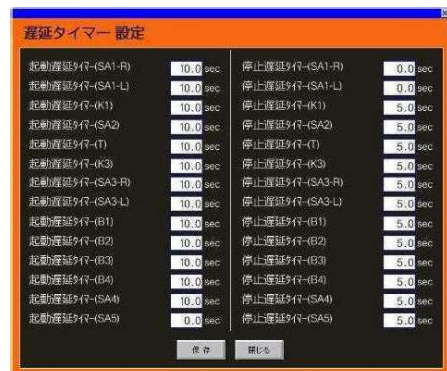 遅延タイマー 設定
起動遅延ﾀｲﾏｰ(SA1-R) 10.0 sec 停止遅延ﾀｲﾏｰ(SA1-R) 0.0 sec
起動遅延ﾀｲﾏｰ(SA1-L) 10.0 sec 停止遅延ﾀｲﾏｰ(SA1-L) 0.0 sec
起動遅延ﾀｲﾏｰ(K1) 10.0 sec 停止遅延ﾀｲﾏｰ(K1) 5.0 sec
起動遅延ﾀｲﾏｰ(SA2) 10.0 sec 停止遅延ﾀｲﾏｰ(SA2) 5.0 sec
起動遅延ﾀｲﾏｰ(T) 10.0 sec 停止遅延ﾀｲﾏｰ(T) 5.0 sec
起動遅延ﾀｲﾏｰ(K3) 10.0 sec 停止遅延ﾀｲﾏｰ(K3) 5.0 sec
起動遅延ﾀｲﾏｰ(SA3-R) 10.0 sec 停止遅延ﾀｲﾏｰ(SA3-R) 5.0 sec
起動遅延ﾀｲﾏｰ(SA3-L) 10.0 sec 停止遅延ﾀｲﾏｰ(SA3-L) 5.0 sec
起動遅延ﾀｲﾏｰ(B1) 10.0 sec 停止遅延ﾀｲﾏｰ(B1) 5.0 sec
起動遅延ﾀｲﾏｰ(B2) 10.0 sec 停止遅延ﾀｲﾏｰ(B2) 5.0 sec
起動遅延ﾀｲﾏｰ(B3) 10.0 sec 停止遅延ﾀｲﾏｰ(B3) 5.0 sec
起動遅延ﾀｲﾏｰ(B4) 10.0 sec 停止遅延ﾀｲﾏｰ(B4) 5.0 sec
起動遅延ﾀｲﾏｰ(SA4) 10.0 sec 停止遅延ﾀｲﾏｰ(SA4) 5.0 sec
起動遅延ﾀｲﾏｰ(SA5) 0.0 sec 停止遅延ﾀｲﾏｰ(SA5) 5.0 sec
保存 閉じる